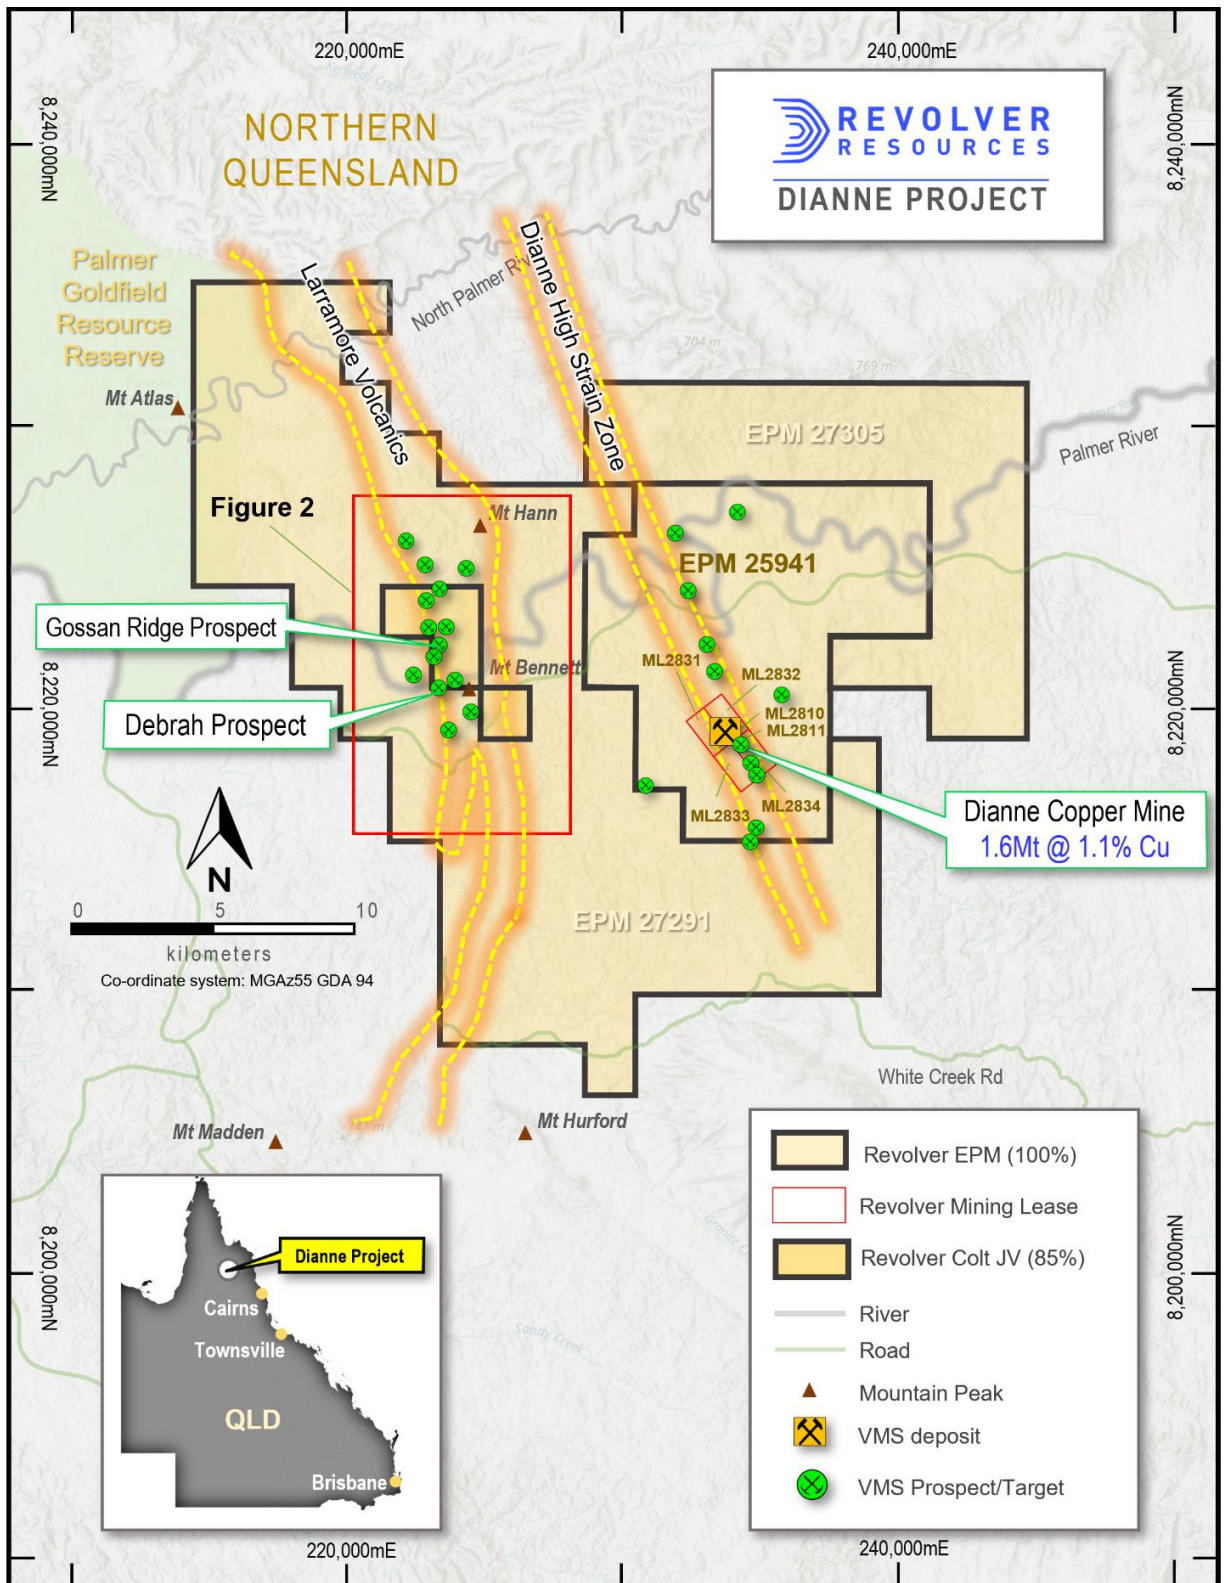 220,000mE
240,000mE
8,240,000mN
8,240,000mN
Kennedy Creek
NORTHERN
QUEENSLAND
REVOLVER
RESOURCES
DIANNE PROJECT
Palmer
Goldfield
Resource
Reserve
Larramore Volcanics
North Palmer Riv
Dianne High Strain Zone
704 m
769 m
Mt Atlas
EPM 27305
Palmer River
Figure 2
Mt Hann
EPM 25941
Gossan Ridge Prospect
Mt Bennett
ML2831
ML2832
ML2810
ML2811
8,220,000mN
8,220,000mN
Debrah Prospect
ML2833
ML2834
Dianne Copper Mine
1.6Mt @ 1.1% Cu
N
0 5 10
kilometers
Co-ordinate system: MGAz55 GDA 94
EPM 27291
White Creek Rd
Mt Madden
747 m
Mt Hurford
8,200,000mN
8,200,000mN
Sandy Creek
Dianne Project
Cairns
Townsville
QLD
Brisbane
Revolver EPM (100%)
Revolver Mining Lease
Revolver Colt JV (85%)
River
Road
Mountain Peak
VMS deposit
VMS Prospect/Target
220,000mE
240,000mE